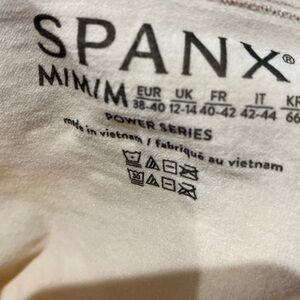 SPANX®
M/M/M EUR UK FR IT KR
38-40 12-14 40-42 42-44 66
POWER SERIES
made in vietnam / fabriqué au vietnam
30